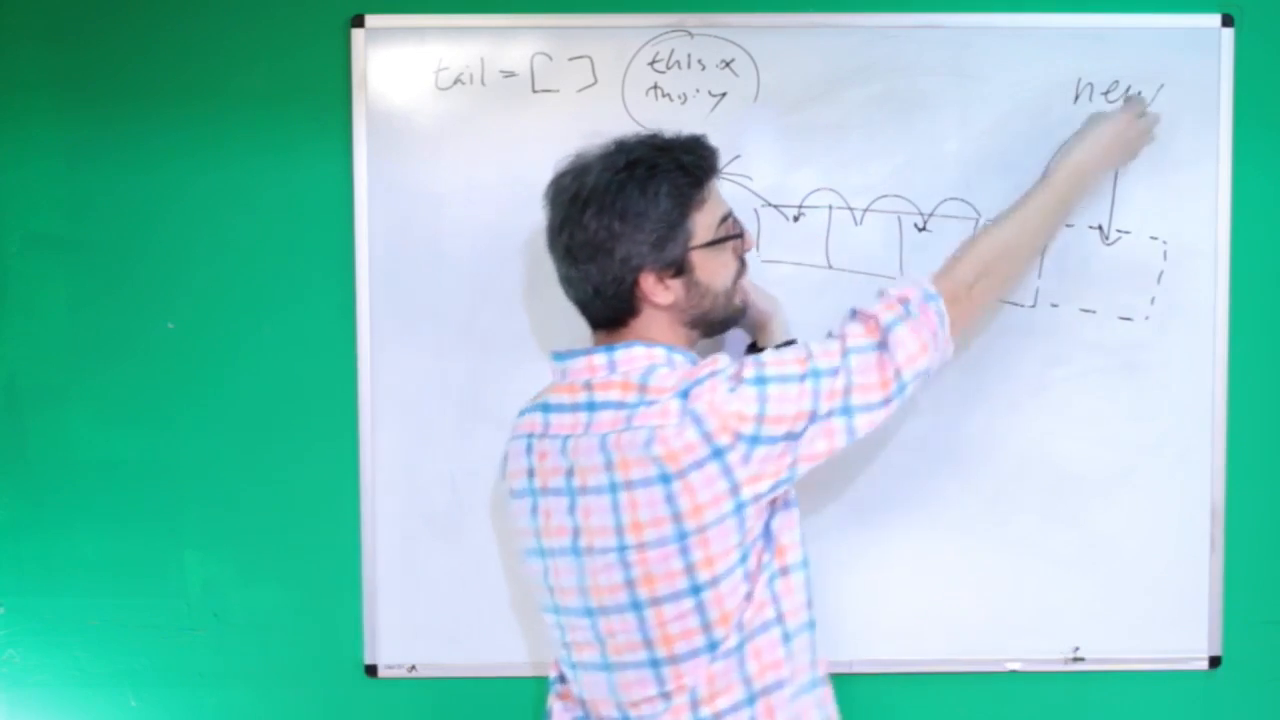 tail = [ ]
this.x
this.y
new